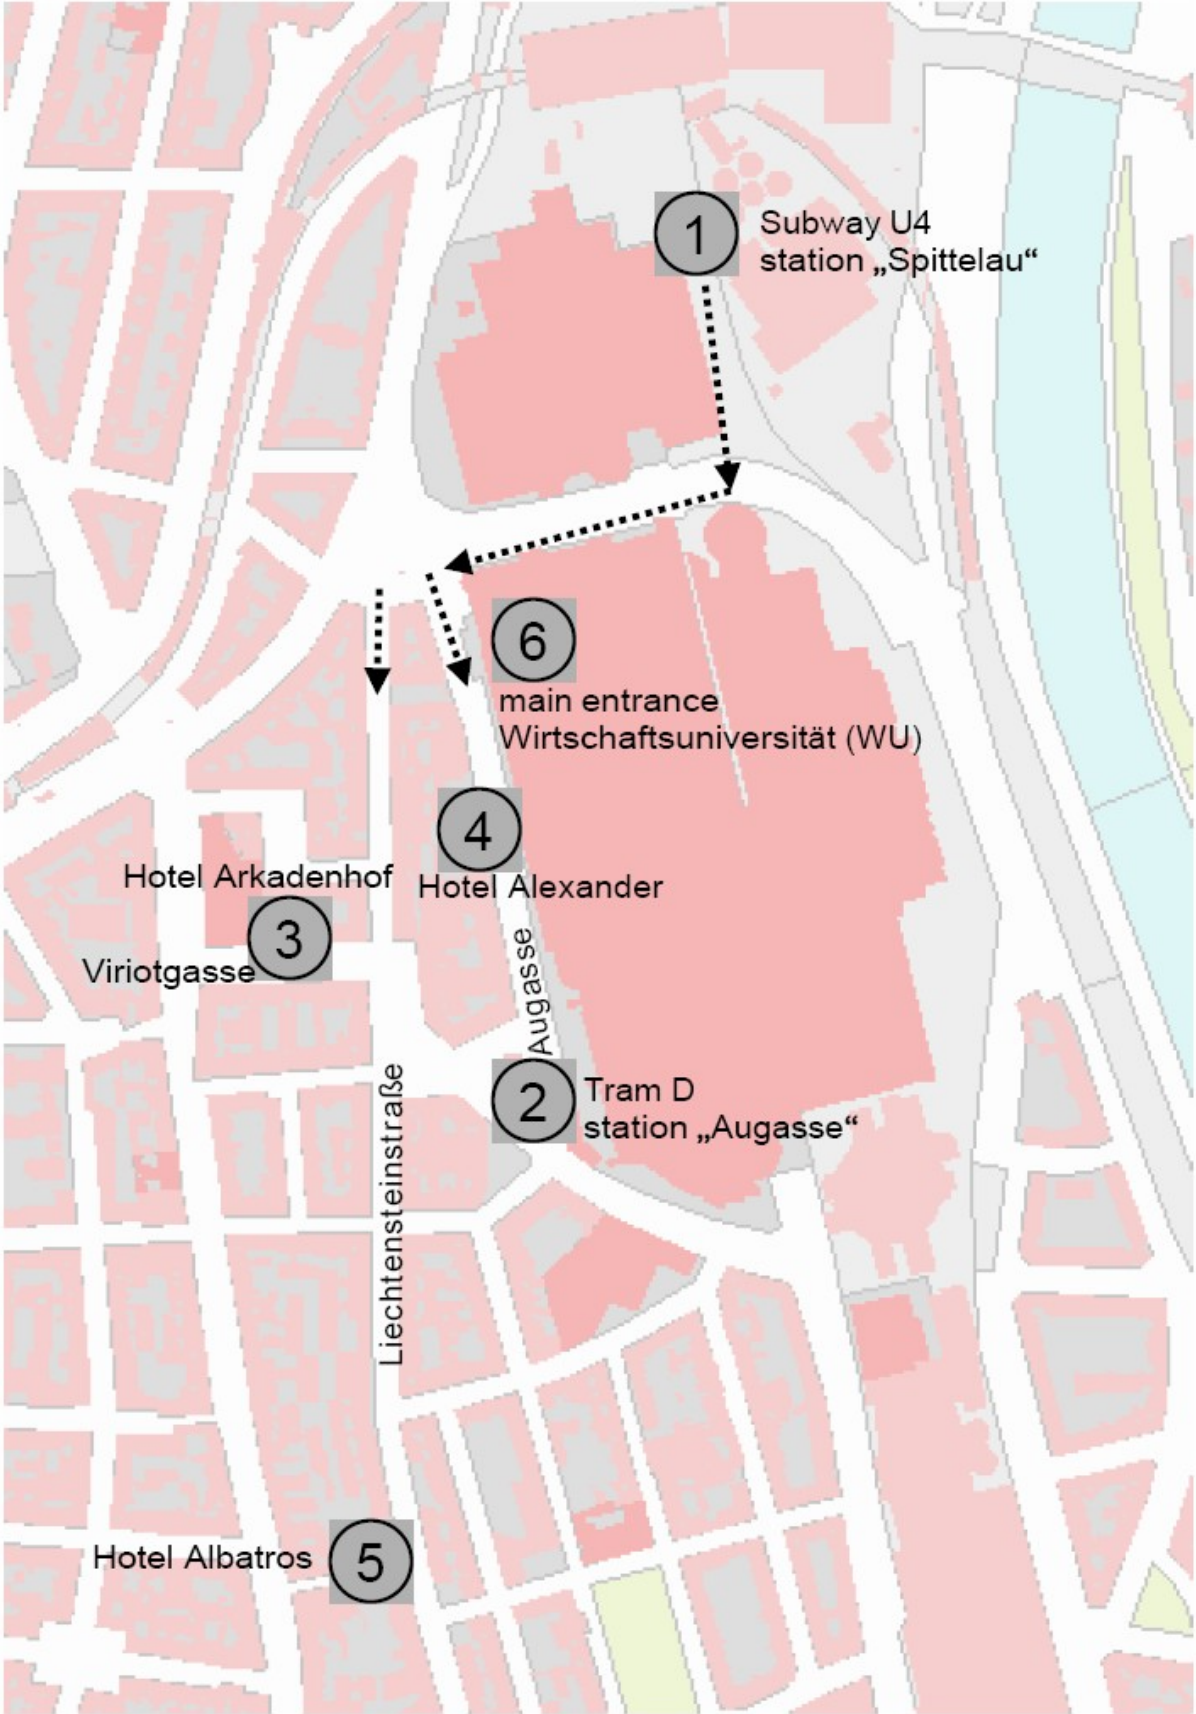 1
Subway U4
station „Spittelau“
6
main entrance
Wirtschaftsuniversität (WU)
4
Hotel Alexander
Hotel Arkadenhof
3
Viriotgasse
Augasse
2
Tram D
station „Augasse“
Liechtensteinstraße
Hotel Albatros
5